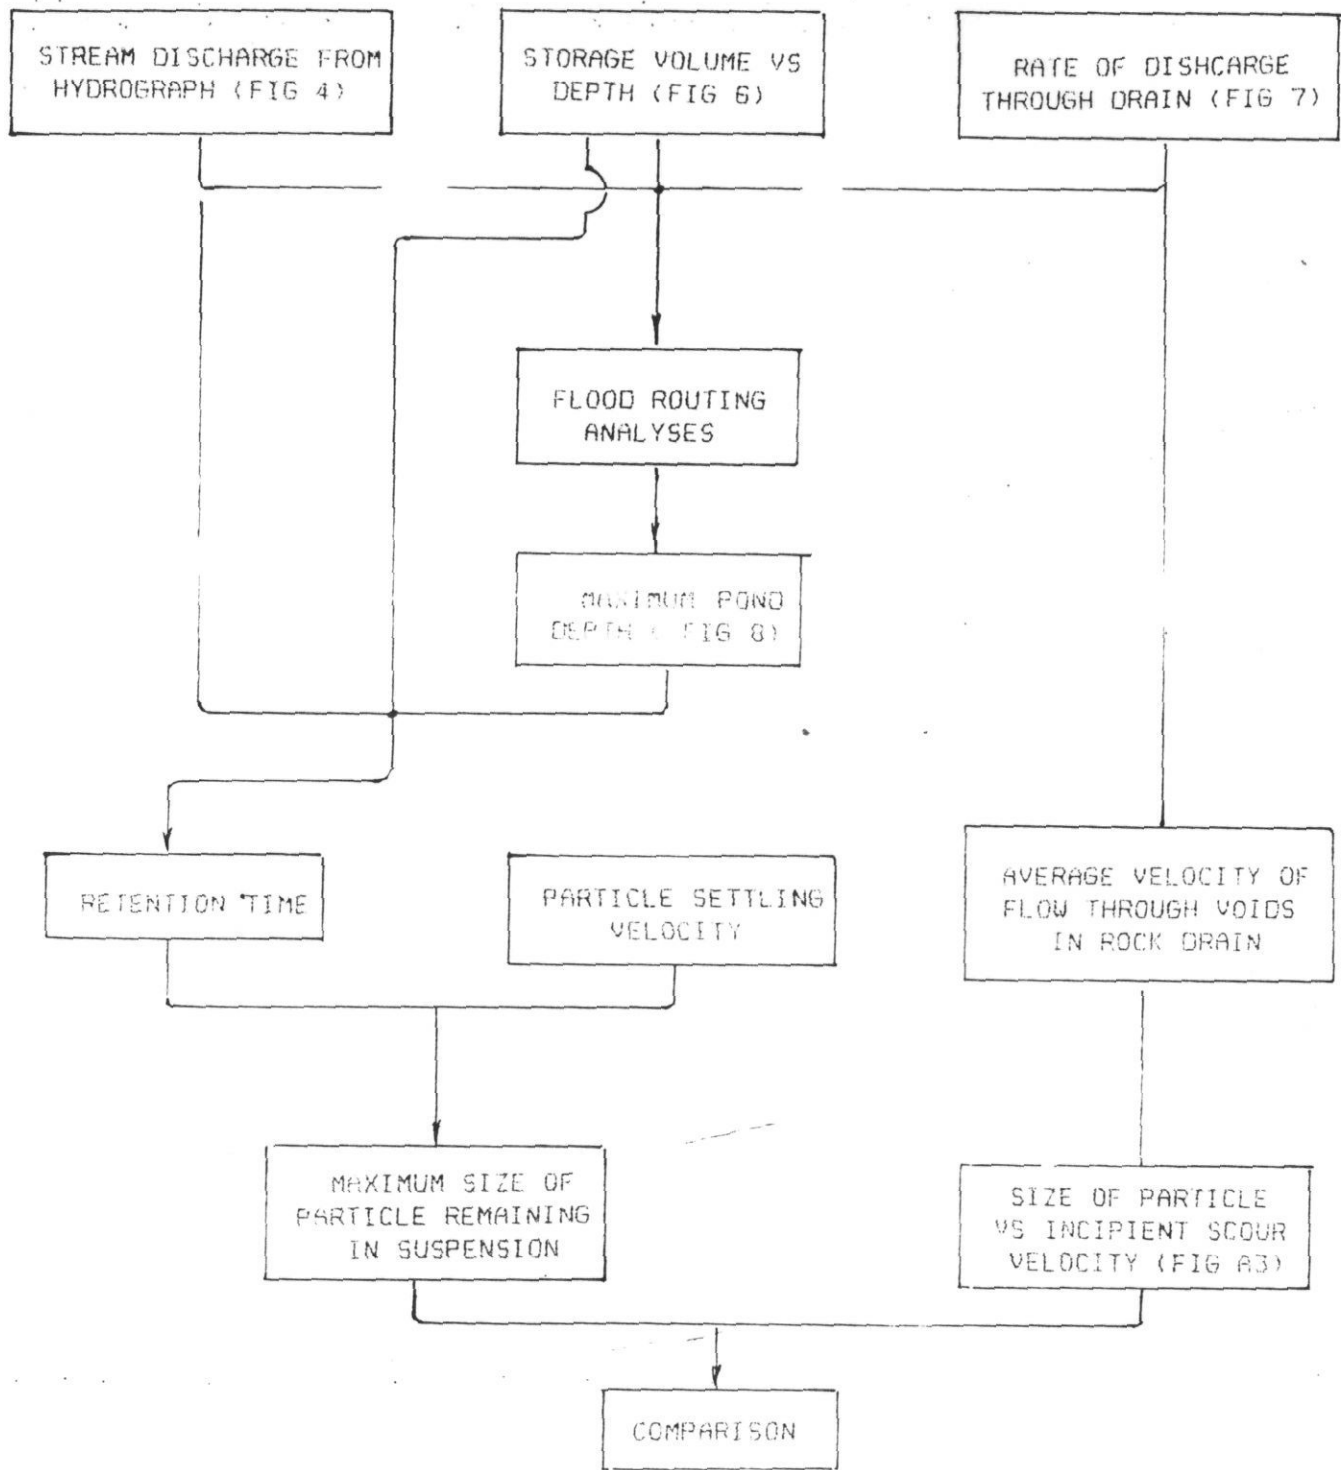 STREAM DISCHARGE FROM
HYDROGRAPH (FIG 4)
STORAGE VOLUME VS
DEPTH (FIG 6)
RATE OF DISHCARGE
THROUGH DRAIN (FIG 7)
FLOOD ROUTING
ANALYSES
MAXIMUM POND
DEPTH ( FIG 8)
RETENTION TIME
PARTICLE SETTLING
VELOCITY
AVERAGE VELOCITY OF
FLOW THROUGH VOIDS
IN ROCK DRAIN
MAXIMUM SIZE OF
PARTICLE REMAINING
IN SUSPENSION
SIZE OF PARTICLE
VS INCIPIENT SCOUR
VELOCITY (FIG A3)
COMPARISON